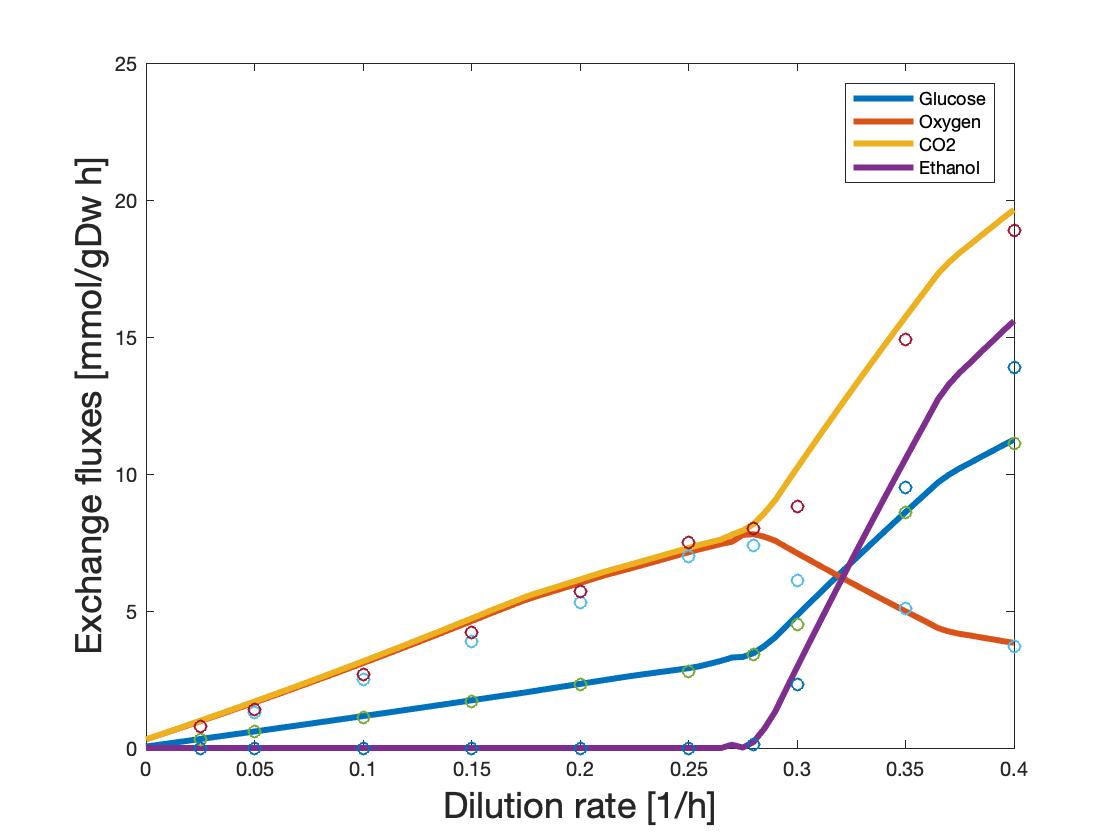 25
20
15
10
5
0
Exchange fluxes [mmol/gDw h]
Glucose
Oxygen
CO2
Ethanol
0 0.05 0.1 0.15 0.2 0.25 0.3 0.35 0.4
Dilution rate [1/h]